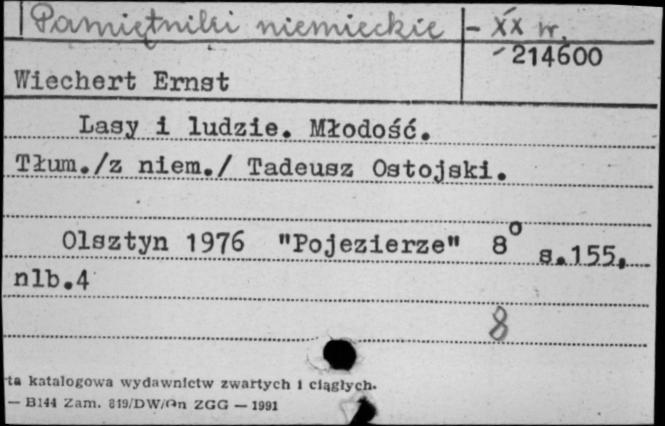 Pamiętniki niemieckie - XX w.
214600
Wiechert Ernst
Lasy i ludzie. Młodość.
Tłum./z niem./ Tadeusz Ostojski.
Olsztyn 1976 "Pojezierze" 8° s.155,
nlb.4
8
ta katalogowa wydawnictw zwartych i ciągłych.
— B144 Zam. 819/DW/ ZGG — 1991